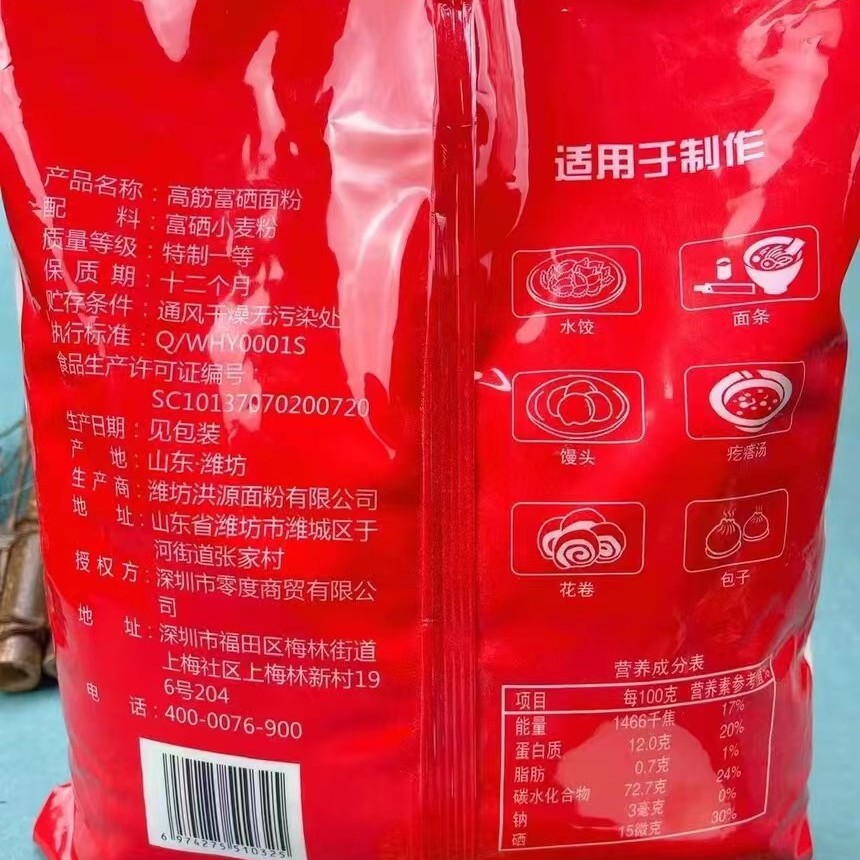 产品名称：高筋富硒面粉
配料：富硒小麦粉
质量等级：特制一等
保质期：十二个月
贮存条件：通风干燥无污染处
执行标准：Q/WHY0001S
食品生产许可证编号：
SC10137070200720
生产日期：见包装
产地：山东·潍坊
生产商：潍坊洪源面粉有限公司
地址：山东省潍坊市潍城区于
河街道张家村
授权方：深圳市零度商贸有限公
司
地址：深圳市福田区梅林街道
上梅社区上梅林新村19
6号204
电话：400-0076-900
6974275510325
适用于制作
水饺 面条
馒头 疙瘩汤
花卷 包子
营养成分表
项目 每100克 营养素参考值%
能量 1466千焦 17%
蛋白质 12.0克 20%
脂肪 0.7克 1%
碳水化合物 72.7克 24%
钠 3毫克 0%
硒 15微克 30%